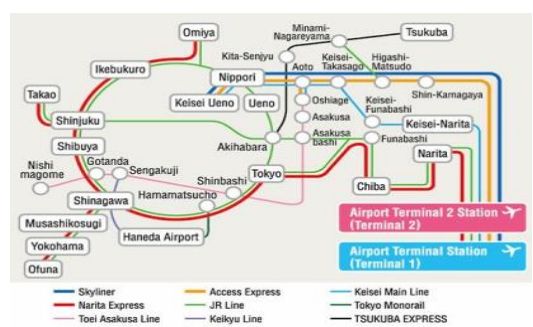 Omiya
Minami-
Nagareyama
Tsukuba
Kita-Senjyu
Keisei-
Takasago
Higashi-
Matsudo
Ikebukuro
Aoto
Nippori
Takao
Keisei Ueno
Ueno
Oshiage
Shin-Kamagaya
Keisei-
Funabashi
Shinjuku
Asakusa
Keisei-Narita
Shibuya
Akihabara
Asakusa
bashi
Funabashi
Nishi
magome
Gotanda
Sengakuji
Tokyo
Narita
Shinbashi
Chiba
Shinagawa
Hamamatsucho
Musashikosugi
Haneda Airport
Airport Terminal 2 Station
(Terminal 2)
Yokohama
Airport Terminal Station
(Terminal 1)
Ofuna
Skyliner
Access Express
Keisei Main Line
Narita Express
JR Line
Tokyo Monorail
Toei Asakusa Line
Keikyu Line
TSUKUBA EXPRESS